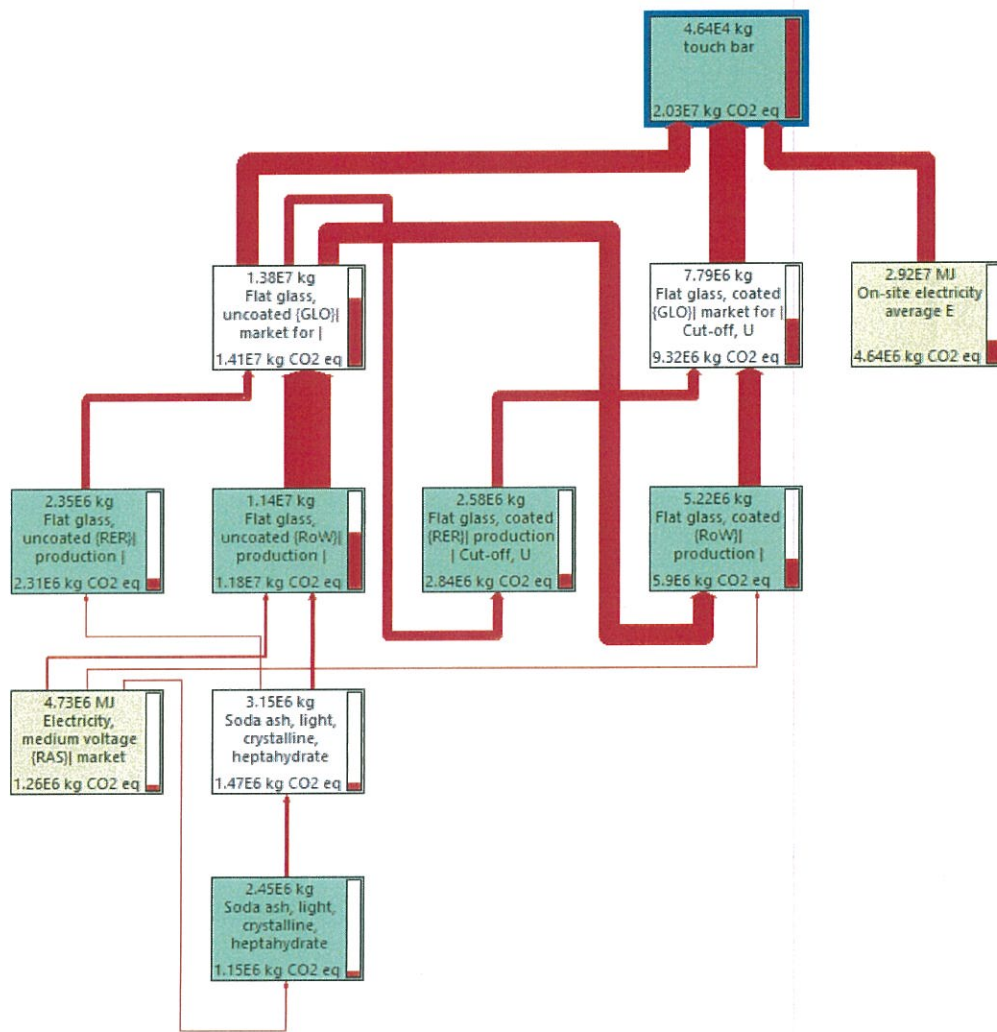 4.64E4 kg
touch bar
2.03E7 kg CO2 eq
1.38E7 kg
Flat glass,
uncoated {GLO}|
market for |
1.41E7 kg CO2 eq
7.79E6 kg
Flat glass, coated
{GLO}| market for |
Cut-off, U
9.32E6 kg CO2 eq
2.92E7 MJ
On-site electricity
average E
4.64E6 kg CO2 eq
2.35E6 kg
Flat glass,
uncoated {RER}|
production |
2.31E6 kg CO2 eq
1.14E7 kg
Flat glass,
uncoated {RoW}|
production |
1.18E7 kg CO2 eq
2.58E6 kg
Flat glass, coated
{RER}| production
| Cut-off, U
2.84E6 kg CO2 eq
5.22E6 kg
Flat glass, coated
{RoW}|
production |
5.9E6 kg CO2 eq
4.73E6 MJ
Electricity,
medium voltage
{RAS}| market
1.26E6 kg CO2 eq
3.15E6 kg
Soda ash, light,
crystalline,
heptahydrate
1.47E6 kg CO2 eq
2.45E6 kg
Soda ash, light,
crystalline,
heptahydrate
1.15E6 kg CO2 eq